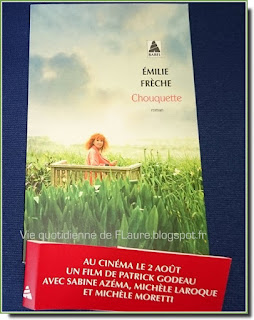 BABEL
ÉMILIE
FRÈCHE
Chouquette
roman
Vie quotidienne de FLaure.blogspot.fr
AU CINÉMA LE 2 AOÛT
UN FILM DE PATRICK GODEAU
AVEC SABINE AZÉMA, MICHÈLE LAROQUE
ET MICHÈLE MORETTI